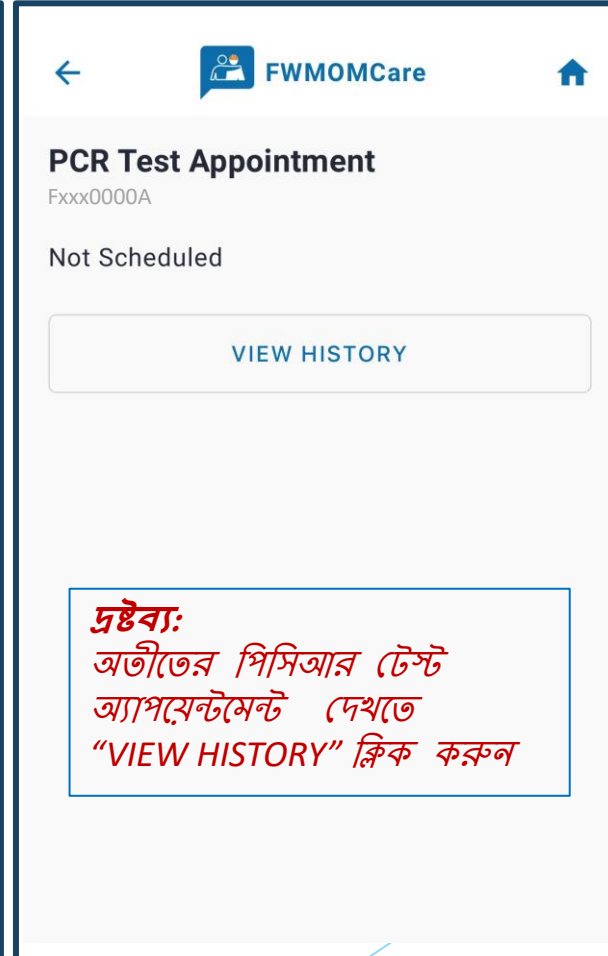 FWMOMCare
PCR Test Appointment
Fxxx0000A
Not Scheduled
VIEW HISTORY
দ্রষ্টব্য:
অতীতের পিসিআর টেস্ট
অ্যাপয়েন্টমেন্ট দেখতে
“VIEW HISTORY” ক্লিক করুন